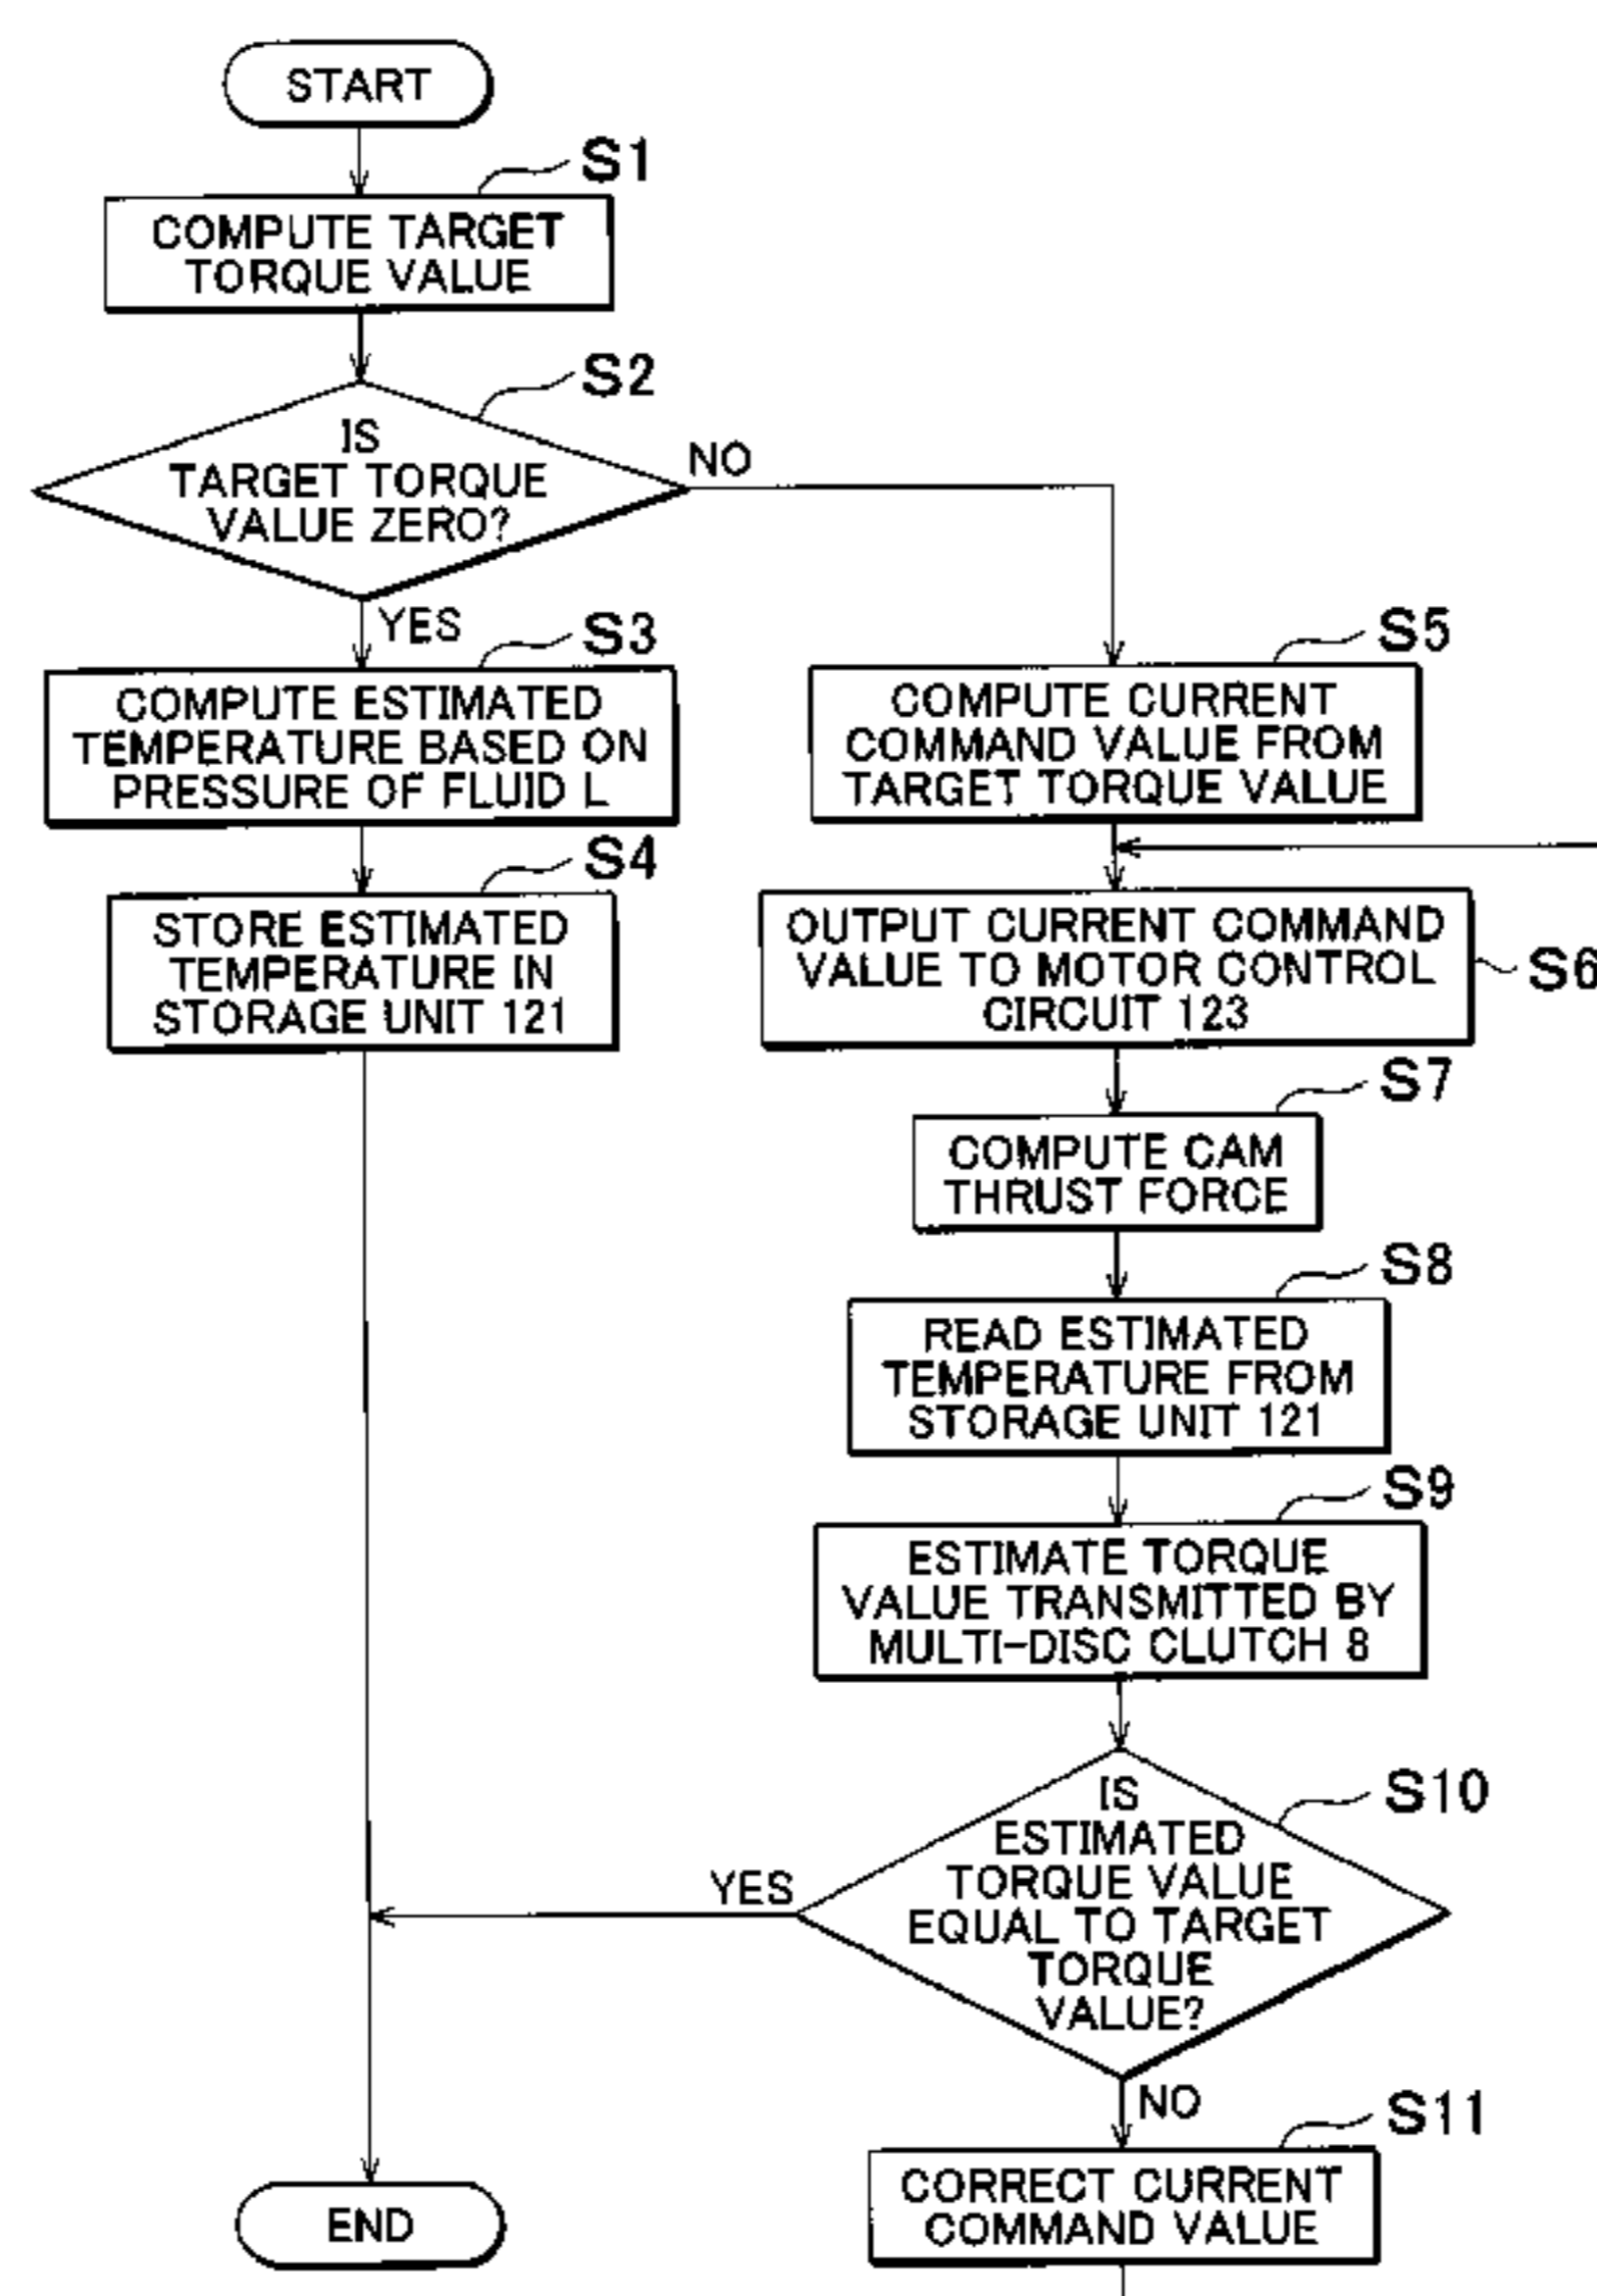 START
S1
COMPUTE TARGET
TORQUE VALUE
S2
IS
TARGET TORQUE
VALUE ZERO?
NO
YES
S3
COMPUTE ESTIMATED
TEMPERATURE BASED ON
PRESSURE OF FLUID L
S4
STORE ESTIMATED
TEMPERATURE IN
STORAGE UNIT 121
S5
COMPUTE CURRENT
COMMAND VALUE FROM
TARGET TORQUE VALUE
OUTPUT CURRENT COMMAND
VALUE TO MOTOR CONTROL
CIRCUIT 123
S6
S7
COMPUTE CAM
THRUST FORCE
S8
READ ESTIMATED
TEMPERATURE FROM
STORAGE UNIT 121
S9
ESTIMATE TORQUE
VALUE TRANSMITTED BY
MULTI-DISC CLUTCH 8
S10
IS
ESTIMATED
TORQUE VALUE
EQUAL TO TARGET
TORQUE
VALUE?
YES
NO
S11
CORRECT CURRENT
COMMAND VALUE
END